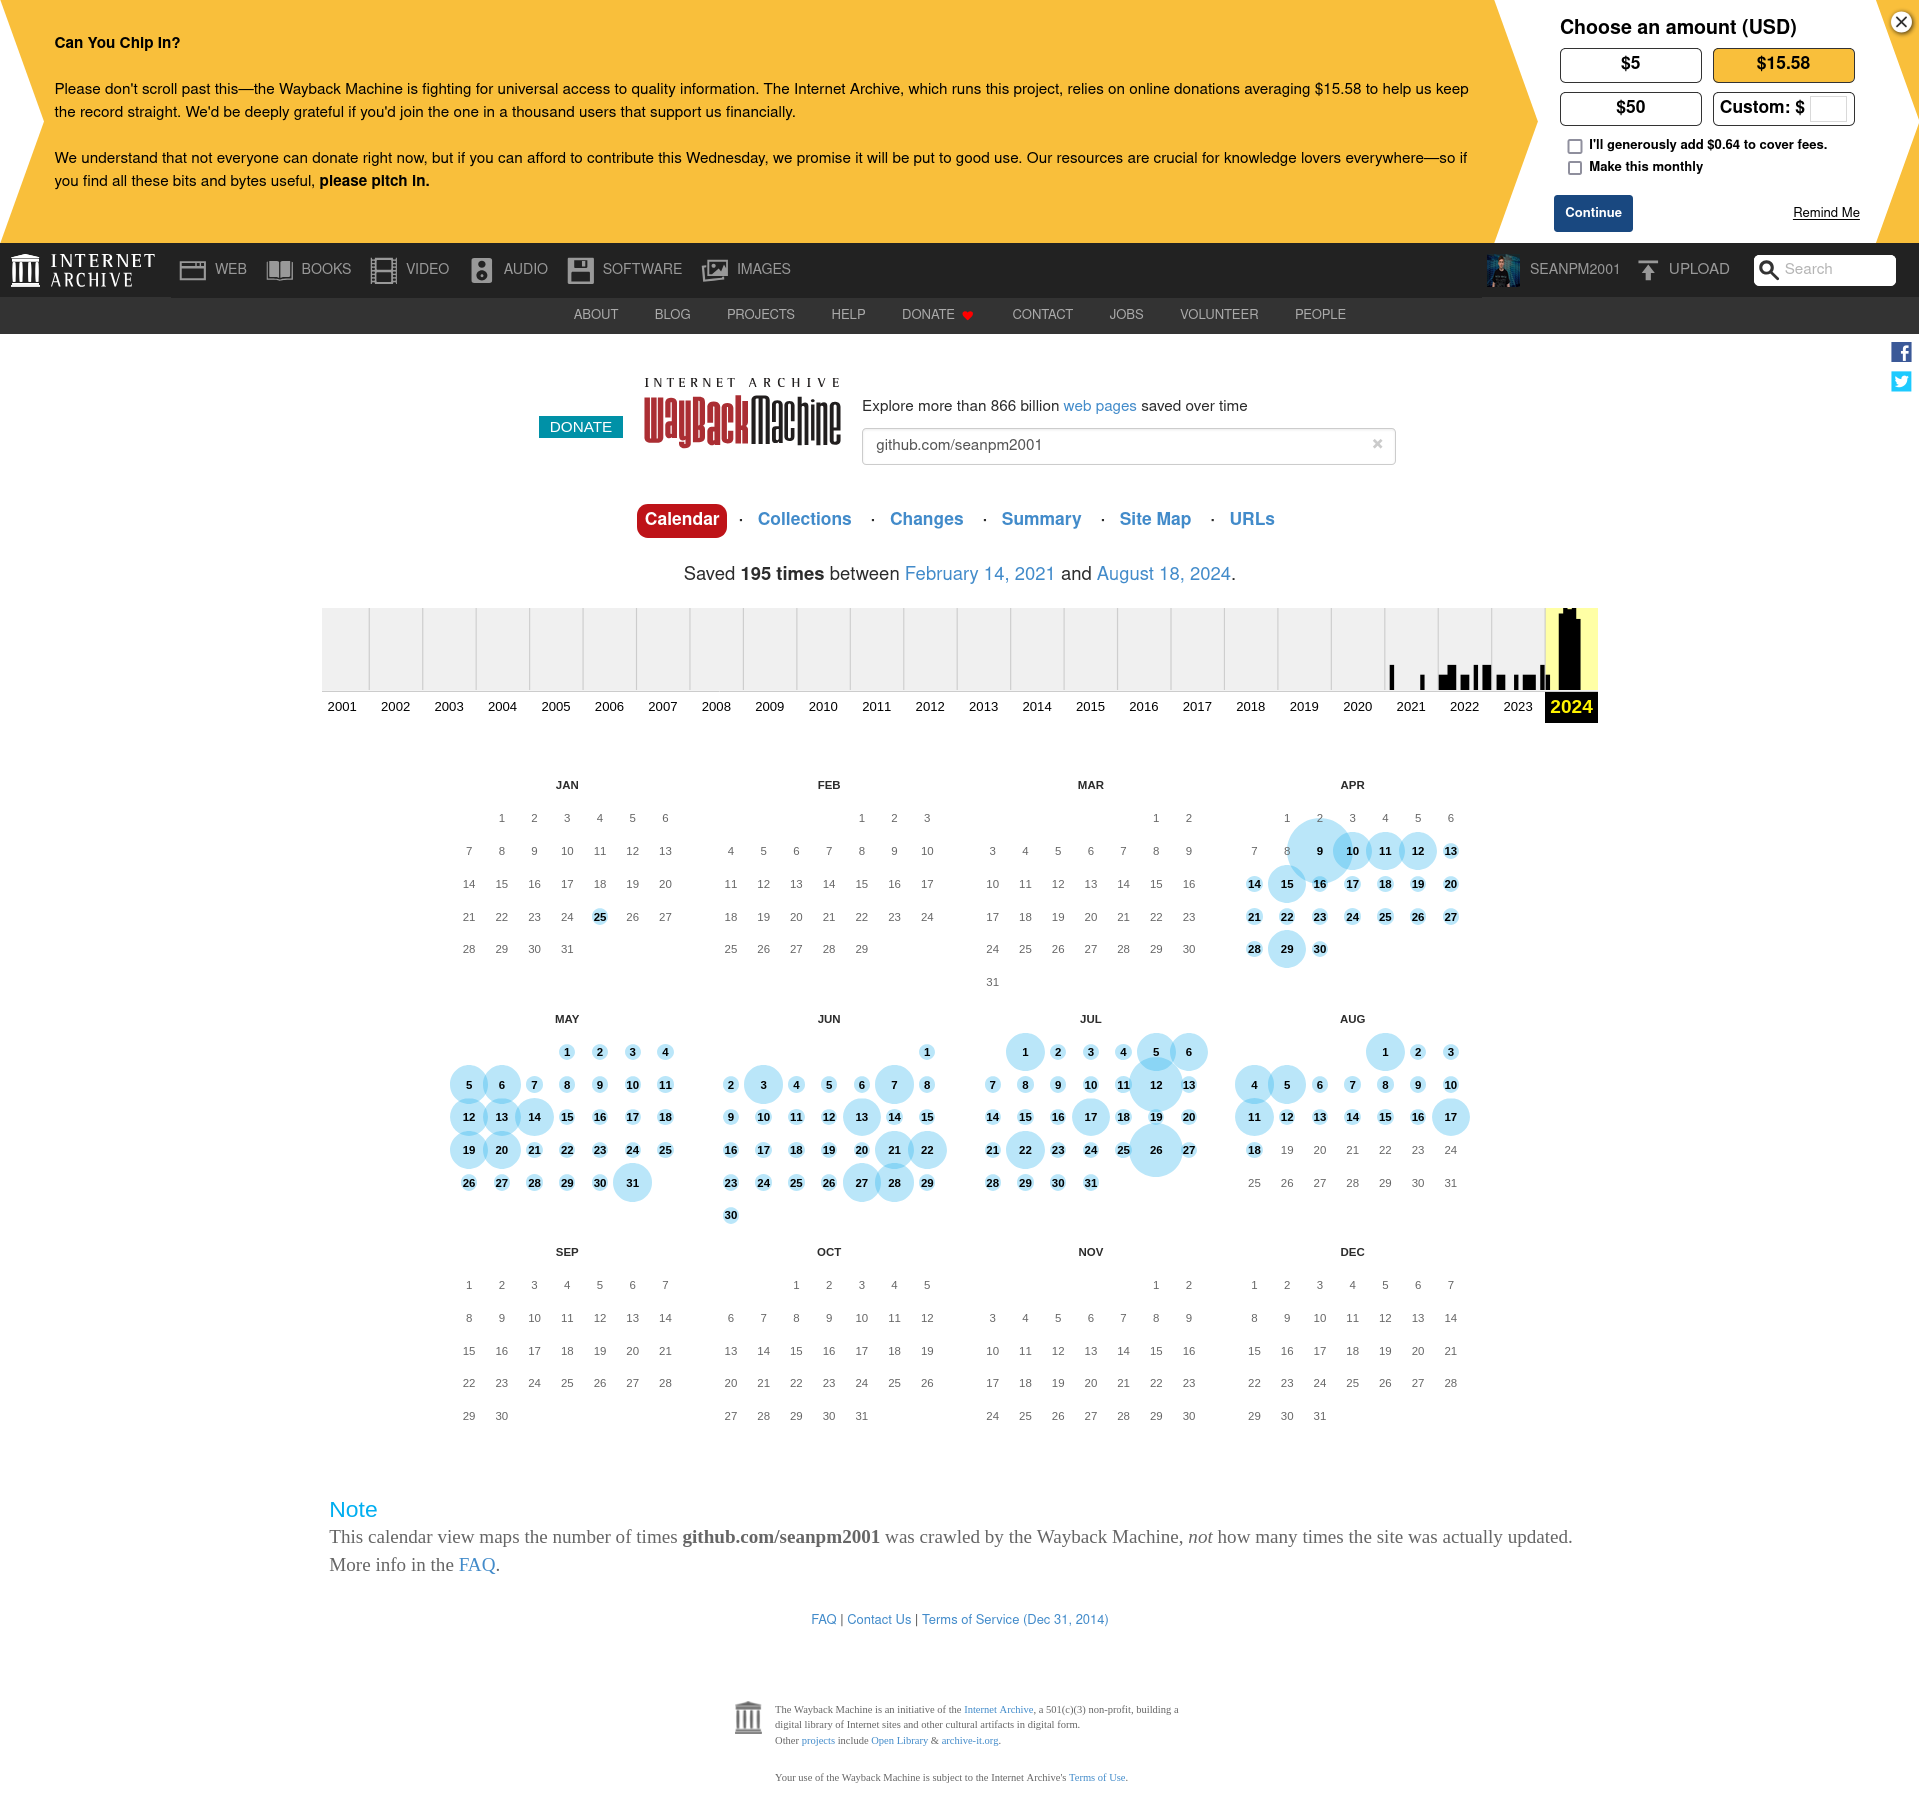 Can You Chip In?
Please don't scroll past this—the Wayback Machine is fighting for universal access to quality information. The Internet Archive, which runs this project, relies on online donations averaging $15.58 to help us keep
the record straight. We'd be deeply grateful if you'd join the one in a thousand users that support us financially.
We understand that not everyone can donate right now, but if you can afford to contribute this Wednesday, we promise it will be put to good use. Our resources are crucial for knowledge lovers everywhere—so if
you find all these bits and bytes useful, please pitch in.
Choose an amount (USD)
$5 $15.58
$50 Custom: $
I'll generously add $0.64 to cover fees.
Make this monthly
Continue Remind Me
INTERNET ARCHIVE WEB BOOKS VIDEO AUDIO SOFTWARE IMAGES SEANPM2001 UPLOAD Search
ABOUT BLOG PROJECTS HELP DONATE CONTACT JOBS VOLUNTEER PEOPLE
DONATE
INTERNET ARCHIVE
WayBackMachine
Explore more than 866 billion web pages saved over time
github.com/seanpm2001 ×
Calendar · Collections · Changes · Summary · Site Map · URLs
Saved 195 times between February 14, 2021 and August 18, 2024.
2001 2002 2003 2004 2005 2006 2007 2008 2009 2010 2011 2012 2013 2014 2015 2016 2017 2018 2019 2020 2021 2022 2023 2024
JAN
1 2 3 4 5 6
7 8 9 10 11 12 13
14 15 16 17 18 19 20
21 22 23 24 25 26 27
28 29 30 31
FEB
1 2 3
4 5 6 7 8 9 10
11 12 13 14 15 16 17
18 19 20 21 22 23 24
25 26 27 28 29
MAR
1 2
3 4 5 6 7 8 9
10 11 12 13 14 15 16
17 18 19 20 21 22 23
24 25 26 27 28 29 30
31
APR
1 2 3 4 5 6
7 8 9 10 11 12 13
14 15 16 17 18 19 20
21 22 23 24 25 26 27
28 29 30
MAY
1 2 3 4
5 6 7 8 9 10 11
12 13 14 15 16 17 18
19 20 21 22 23 24 25
26 27 28 29 30 31
JUN
1
2 3 4 5 6 7 8
9 10 11 12 13 14 15
16 17 18 19 20 21 22
23 24 25 26 27 28 29
30
JUL
1 2 3 4 5 6
7 8 9 10 11 12 13
14 15 16 17 18 19 20
21 22 23 24 25 26 27
28 29 30 31
AUG
1 2 3
4 5 6 7 8 9 10
11 12 13 14 15 16 17
18 19 20 21 22 23 24
25 26 27 28 29 30 31
SEP
1 2 3 4 5 6 7
8 9 10 11 12 13 14
15 16 17 18 19 20 21
22 23 24 25 26 27 28
29 30
OCT
1 2 3 4 5
6 7 8 9 10 11 12
13 14 15 16 17 18 19
20 21 22 23 24 25 26
27 28 29 30 31
NOV
1 2
3 4 5 6 7 8 9
10 11 12 13 14 15 16
17 18 19 20 21 22 23
24 25 26 27 28 29 30
DEC
1 2 3 4 5 6 7
8 9 10 11 12 13 14
15 16 17 18 19 20 21
22 23 24 25 26 27 28
29 30 31
Note
This calendar view maps the number of times github.com/seanpm2001 was crawled by the Wayback Machine, not how many times the site was actually updated.
More info in the FAQ.
FAQ | Contact Us | Terms of Service (Dec 31, 2014)
The Wayback Machine is an initiative of the Internet Archive, a 501(c)(3) non-profit, building a
digital library of Internet sites and other cultural artifacts in digital form.
Other projects include Open Library & archive-it.org.
Your use of the Wayback Machine is subject to the Internet Archive's Terms of Use.